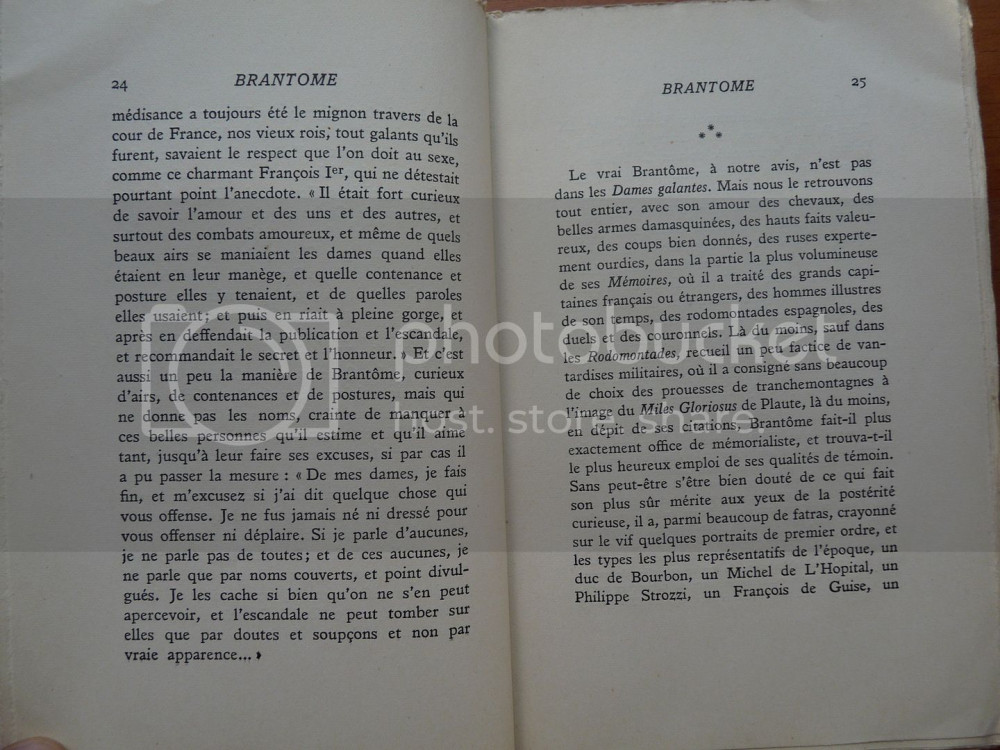 24 BRANTOME
médisance a toujours été le mignon travers de la
cour de France, nos vieux rois, tout galants qu'ils
furent, savaient le respect que l'on doit au sexe,
comme ce charmant François Ier, qui ne détestait
pourtant point l'anecdote. « Il était fort curieux
de savoir l'amour et des uns et des autres, et
surtout des combats amoureux, et même de quels
beaux airs se maniaient les dames quand elles
étaient en leur manège, et quelle contenance et
posture elles y tenaient, et de quelles paroles
elles usaient; et puis en riait à pleine gorge, et
après en deffendait la publication et l'escandale,
et recommandait le secret et l'honneur. » Et c'est
aussi un peu la manière de Brantôme, curieux
d'airs, de contenances et de postures, mais qui
ne donne pas les noms, crainte de manquer à
ces belles personnes qu'il estime et qu'il aime
tant, jusqu'à leur faire ses excuses, si par cas il
a pu passer la mesure : « De mes dames, je fais
fin, et m'excusez si j'ai dit quelque chose qui
vous offense. Je ne fus jamais né ni dressé pour
vous offenser ni déplaire. Si je parle d'aucunes,
je ne parle pas de toutes; et de ces aucunes, je
ne parle que par noms couverts, et point divul-
gués. Je les cache si bien qu'on ne s'en peut
apercevoir, et l'escandale ne peut tomber sur
elles que par doutes et soupçons et non par
vraie apparence... »
BRANTOME 25
Le vrai Brantôme, à notre avis, n'est pas
dans les Dames galantes. Mais nous le retrouvons
tout entier, avec son amour des chevaux, des
belles armes damasquinées, des hauts faits valeu-
reux, des coups bien donnés, des ruses experte-
ment ourdies, dans la partie la plus volumineuse
de ses Mémoires, où il a traité des grands capi-
taines français ou étrangers, des hommes illustres
de son temps, des rodomontades espagnoles, des
duels et des couronnels. Là du moins, sauf dans
les Rodomontades, recueil un peu factice de van-
tardises militaires, où il a consigné sans beaucoup
de choix des prouesses de tranchemontagnes à
l'image du Miles Gloriosus de Plaute, là du moins,
en dépit de ses citations, Brantôme fait-il plus
exactement office de mémorialiste, et trouva-t-il
le plus heureux emploi de ses qualités de témoin.
Sans peut-être s'être bien douté de ce qui fait
son plus sûr mérite aux yeux de la postérité
curieuse, il a, parmi beaucoup de fatras, crayonné
sur le vif quelques portraits de premier ordre, et
les types les plus représentatifs de l'époque, un
duc de Bourbon, un Michel de L'Hopital, un
Philippe Strozzi, un François de Guise, un
photobucket
host. store. share.